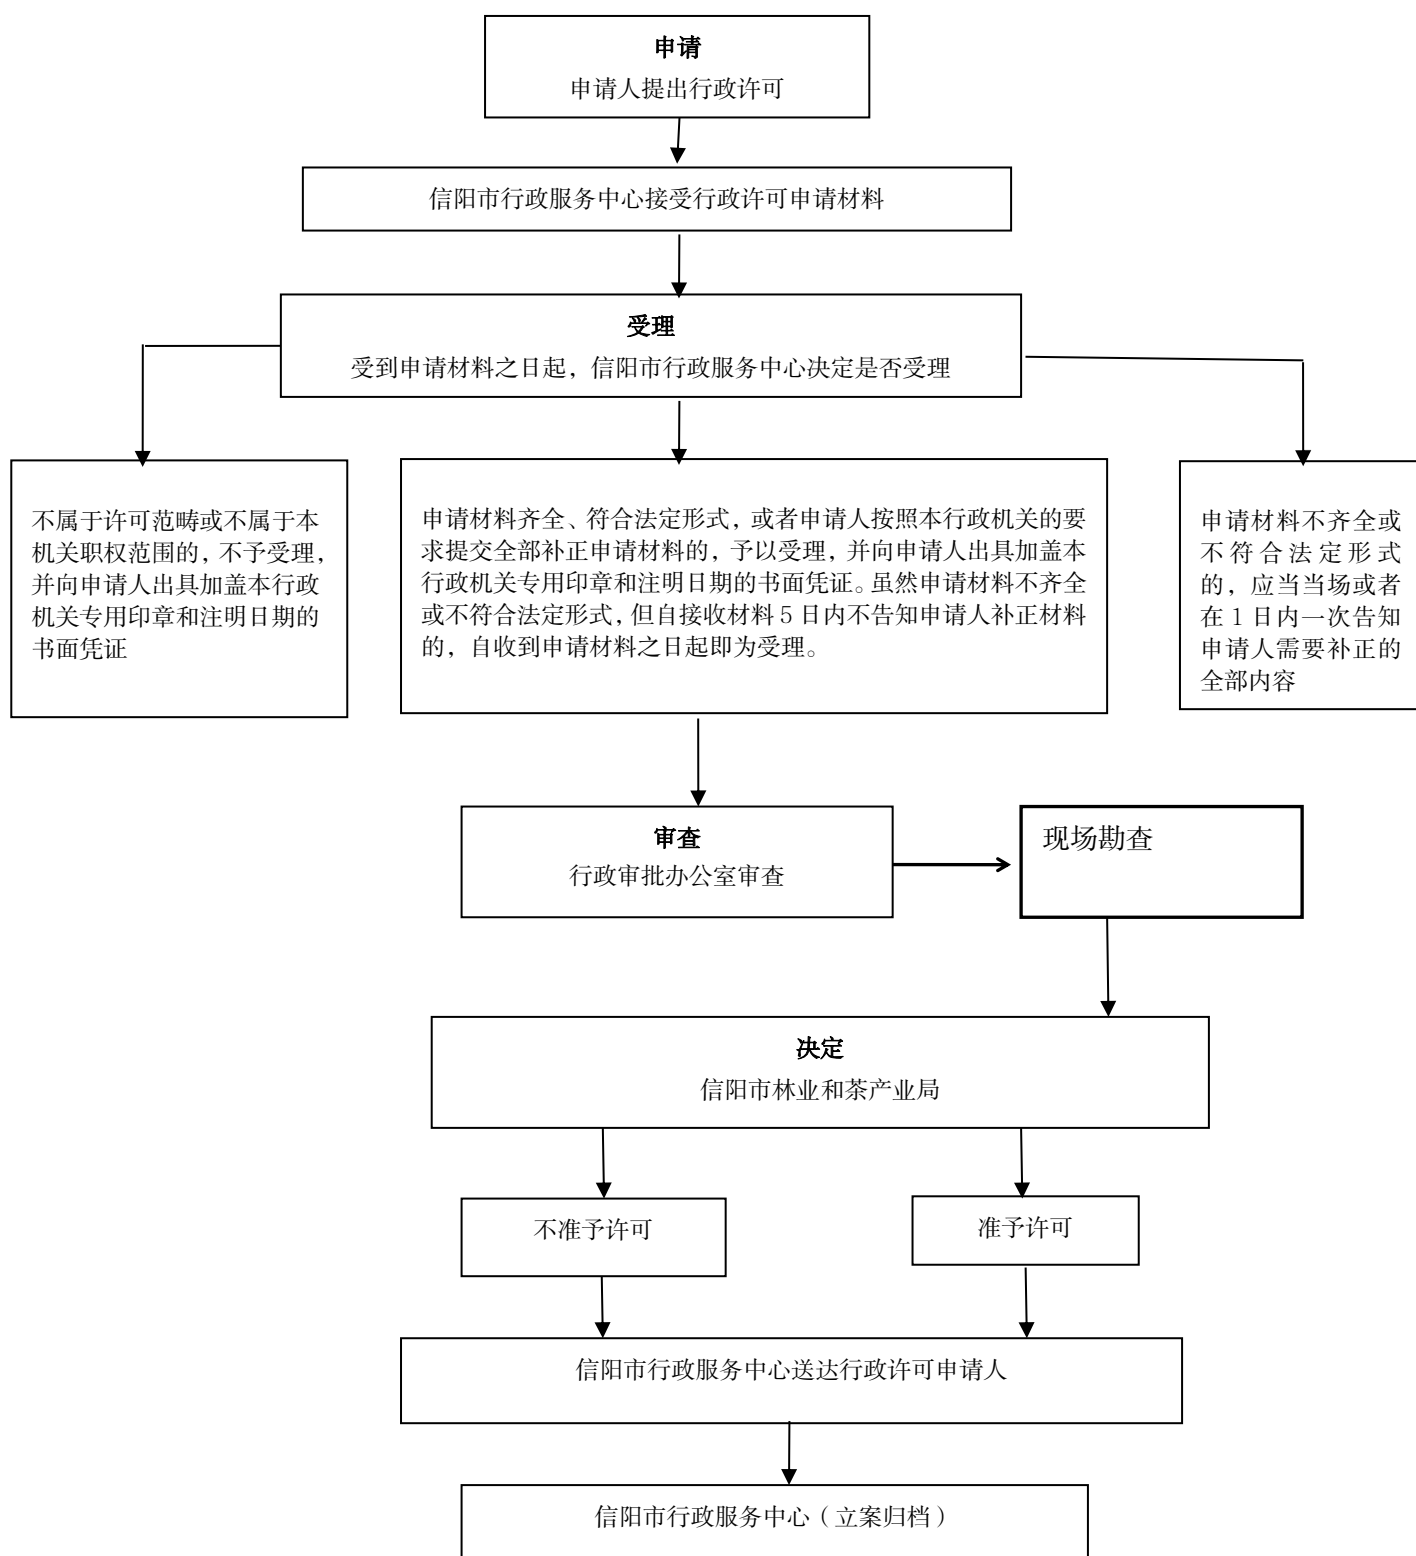 申请
申请人提出行政许可
信阳市行政服务中心接受行政许可申请材料
受理
受到申请材料之日起，信阳市行政服务中心决定是否受理
不属于许可范畴或不属于本
机关职权范围的，不予受理，
并向申请人出具加盖本行政
机关专用印章和注明日期的
书面凭证
申请材料齐全、符合法定形式，或者申请人按照本行政机关的要
求提交全部补正申请材料的，予以受理，并向申请人出具加盖本
行政机关专用印章和注明日期的书面凭证。虽然申请材料不齐全
或不符合法定形式，但自接收材料 5 日内不告知申请人补正材料
的，自收到申请材料之日起即为受理。
申请材料不齐全或
不符合法定形式
的，应当当场或者
在 1 日内一次告知
申请人需要补正的
全部内容
审查
行政审批办公室审查
现场勘查
决定
信阳市林业和茶产业局
不准予许可
准予许可
信阳市行政服务中心送达行政许可申请人
信阳市行政服务中心（立案归档）